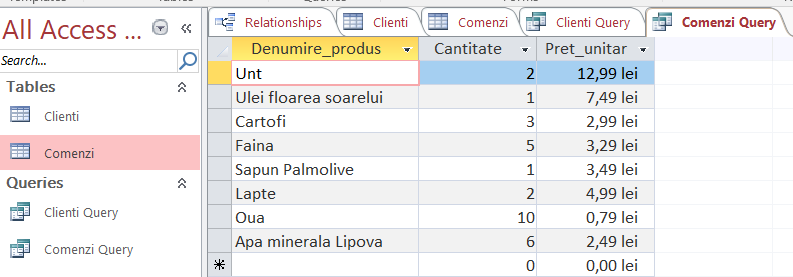 All Access ...
Search...
Tables
Clienti
Comenzi
Queries
Clienti Query
Comenzi Query
Relationships Clienti Comenzi Clienti Query Comenzi Query
Denumire_produs Cantitate Pret_unitar
Unt 2 12,99 lei
Ulei floarea soarelui 1 7,49 lei
Cartofi 3 2,99 lei
Faina 5 3,29 lei
Sapun Palmolive 1 3,49 lei
Lapte 2 4,99 lei
Oua 10 0,79 lei
Apa minerala Lipova 6 2,49 lei
* 0 0,00 lei